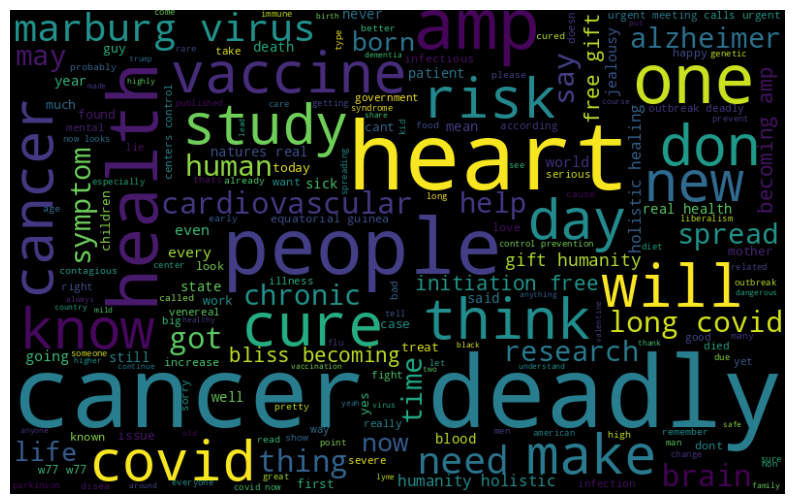 come immune birth better
marburg virus
guy death born never cured
amp
urgent meeting calls urgent
may
trump rare take type
dementia
say
free gift
put
jealousy
doesn
alzheimer
probably
highly
infectious
happy genetic
year
vaccine
patient please
risk
one
much made
published care getting
government
course
outbreak deadly
becoming amp
found
share
syndrome
food according
prevent
mental
centers control
lead
cant kid
cancer
now looks
study
mean
don
health
lie
natures real today
spreading
see world
especially
thats
human
already want sick
long
heart
serious
new
symptom
children
cause
holistic healing
real health
age
cardiovascular help
love
day
liberalism
even early equatorial guinea
spread
contagious
every look
people
control prevention
diet
mother
center
illness
gift humanity
related
right
state
called
bad
initiation free
will
outbreak
always
work venereal
chronic
tell
said
anything
dangerous
country mild
big healthy
case
know
got
cure
flu
think
valentine
long covid
someone
treat black
thank
good many
going still higher increase
bliss becoming
let
research
died
continue
vaccination
two
fight
understand
due yet
sorry
time
cancer deadly
well pretty
yeah virus
yes
really
anyone known
old
way men american high
remember safe
life
issue
covid
read show point
now
blood
man dont
thing
severe
need make
change
sure
w77 w77
great
lyme
brain
non
parkinson disea around everyone covid now first
humanity holistic
infection
family